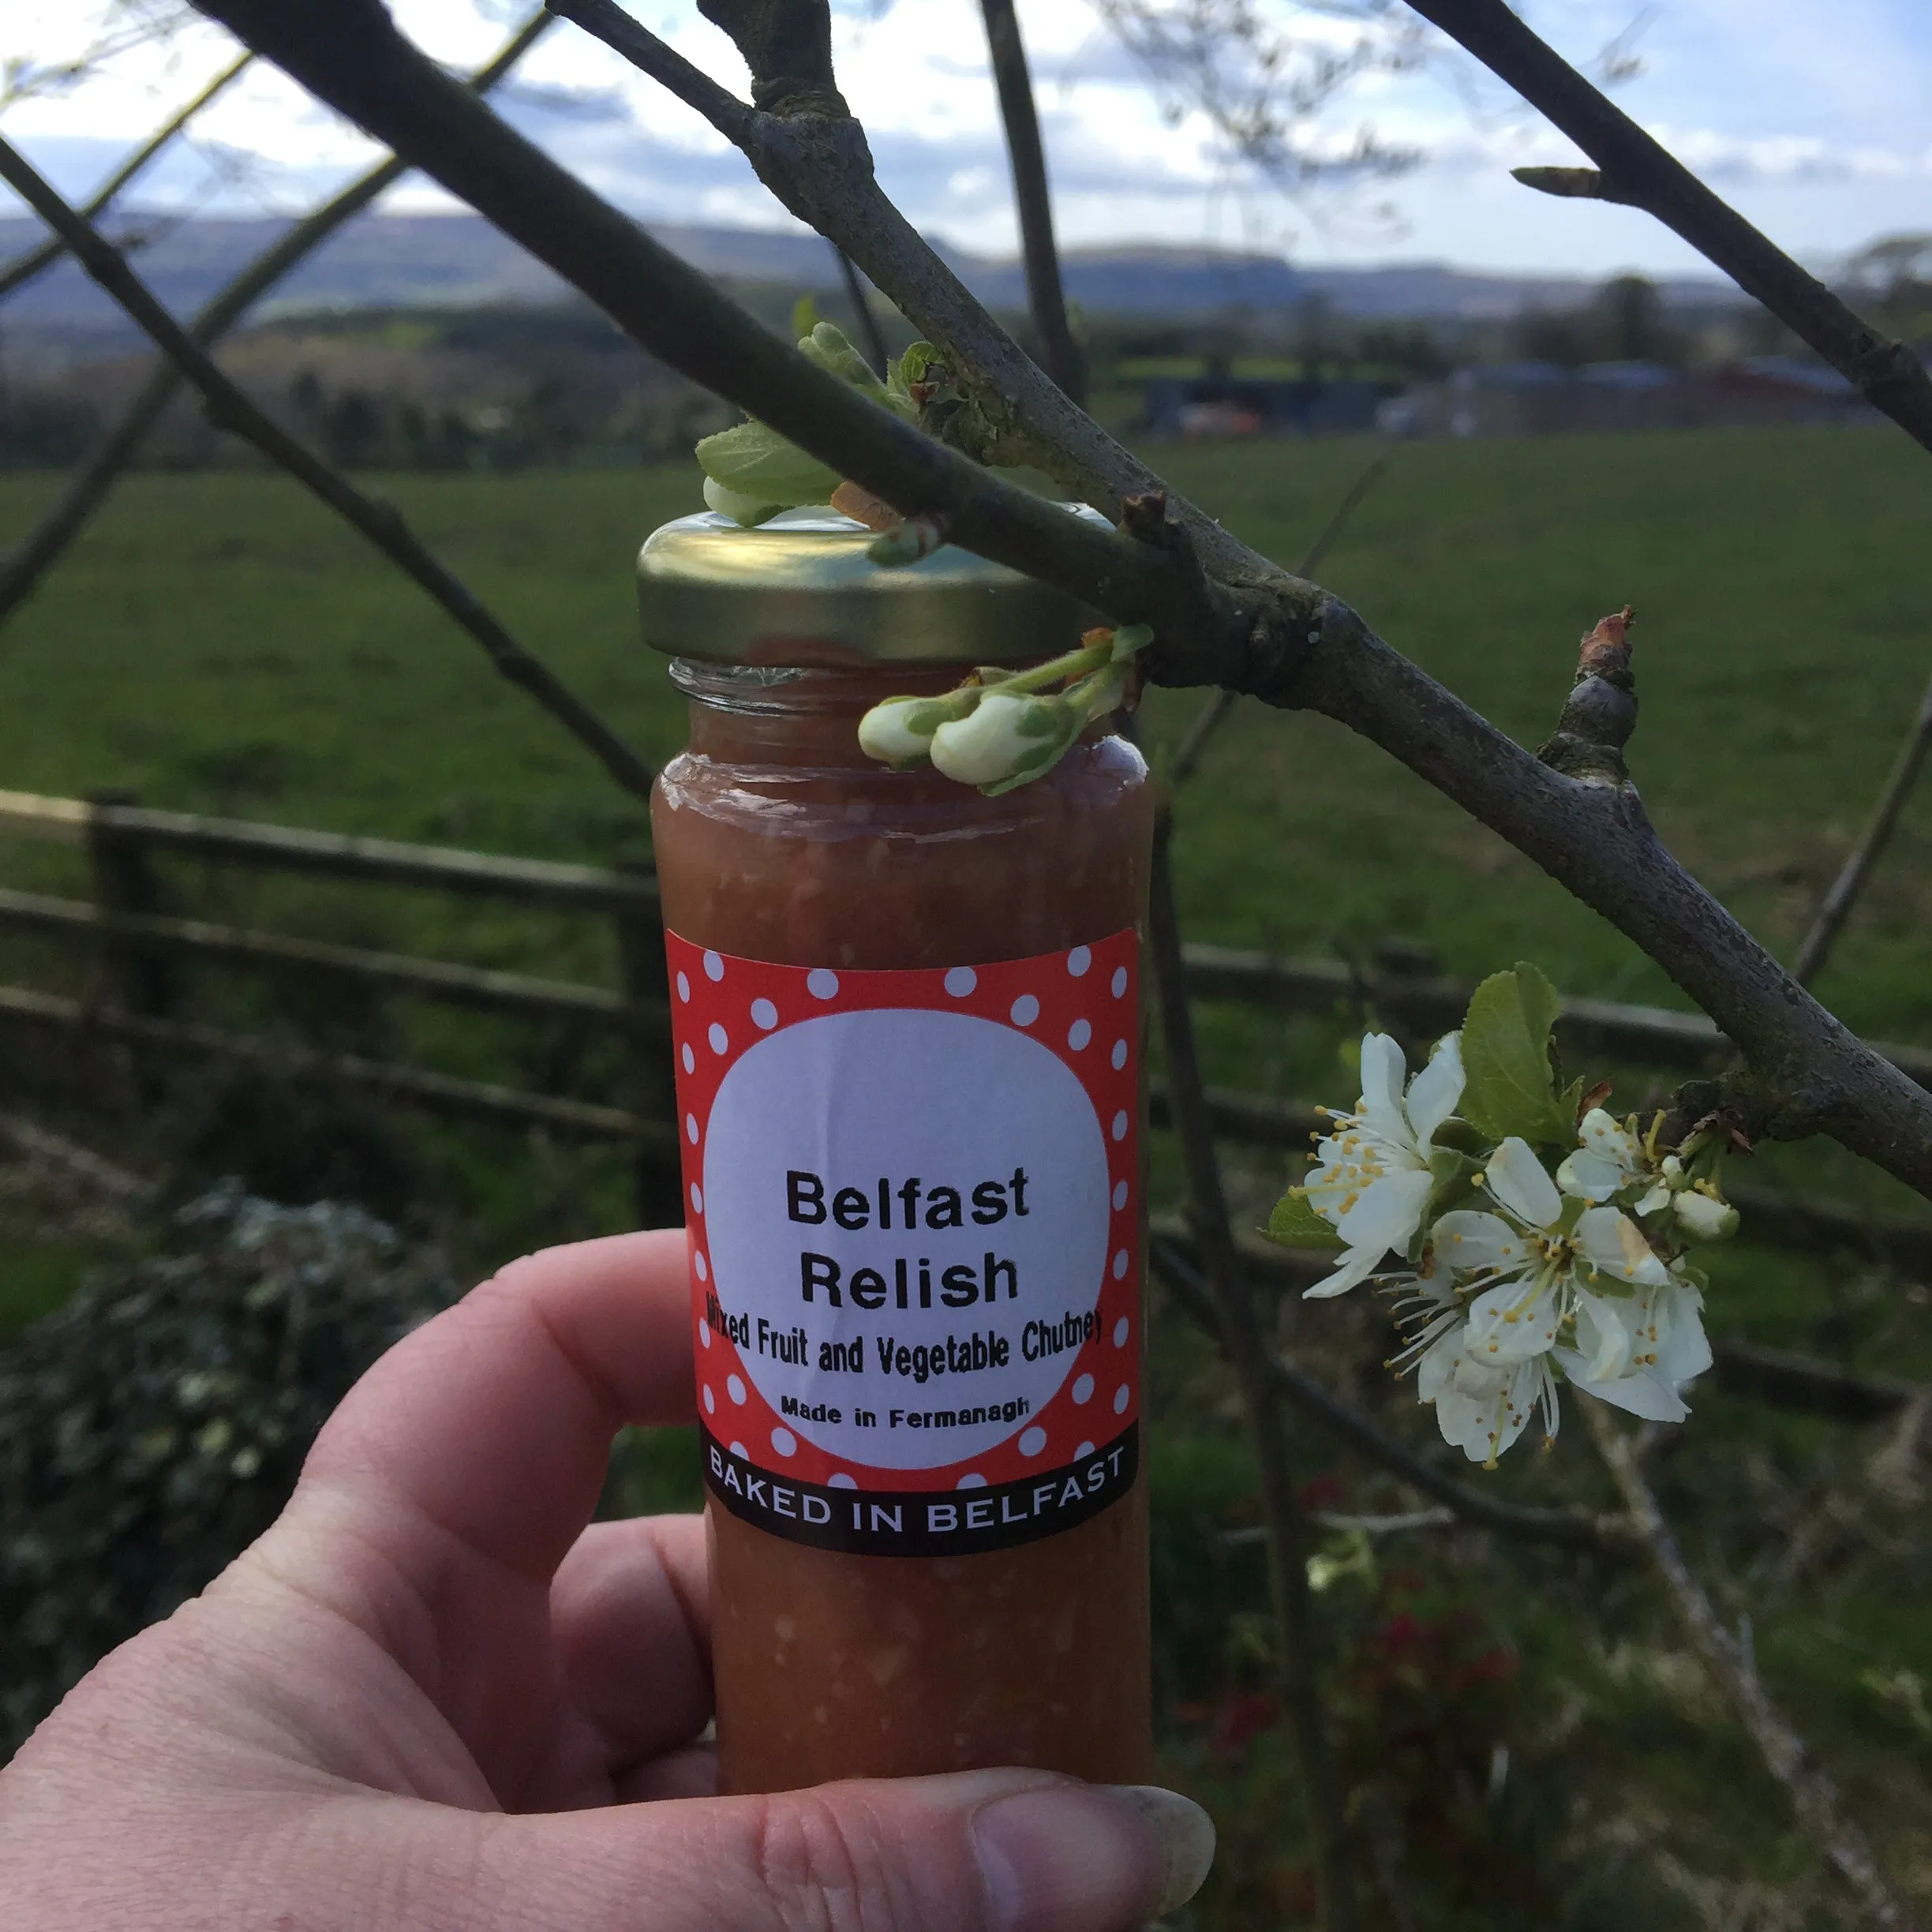 Belfast
Relish
Mixed Fruit and Vegetable Chutney
Made in Fermanagh
BAKED IN BELFAST